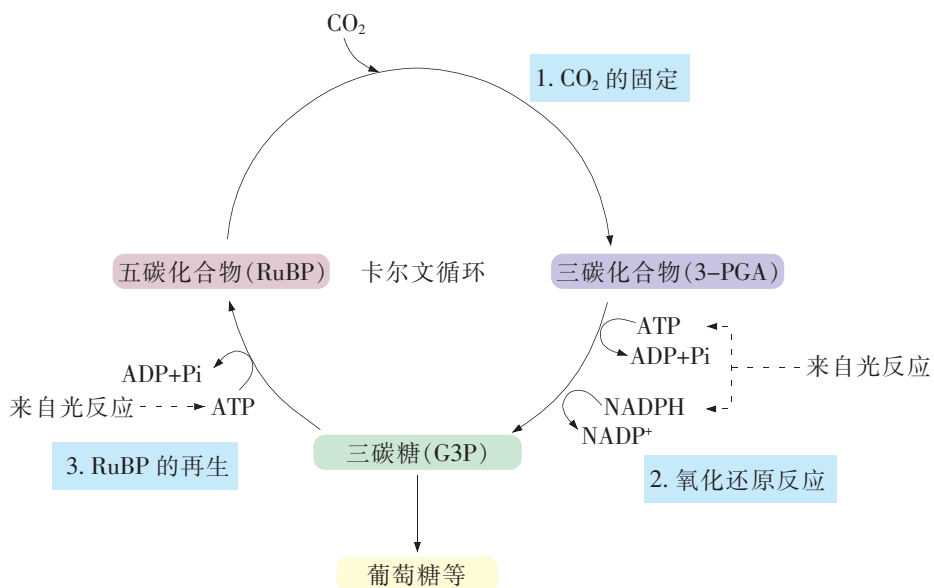 CO₂
1. CO₂ 的固定
五碳化合物(RuBP)
卡尔文循环
三碳化合物(3-PGA)
ATP
ADP+Pi
来自光反应
NADPH
NADP⁺
ADP+Pi
来自光反应
ATP
三碳糖(G3P)
3. RuBP 的再生
2. 氧化还原反应
葡萄糖等